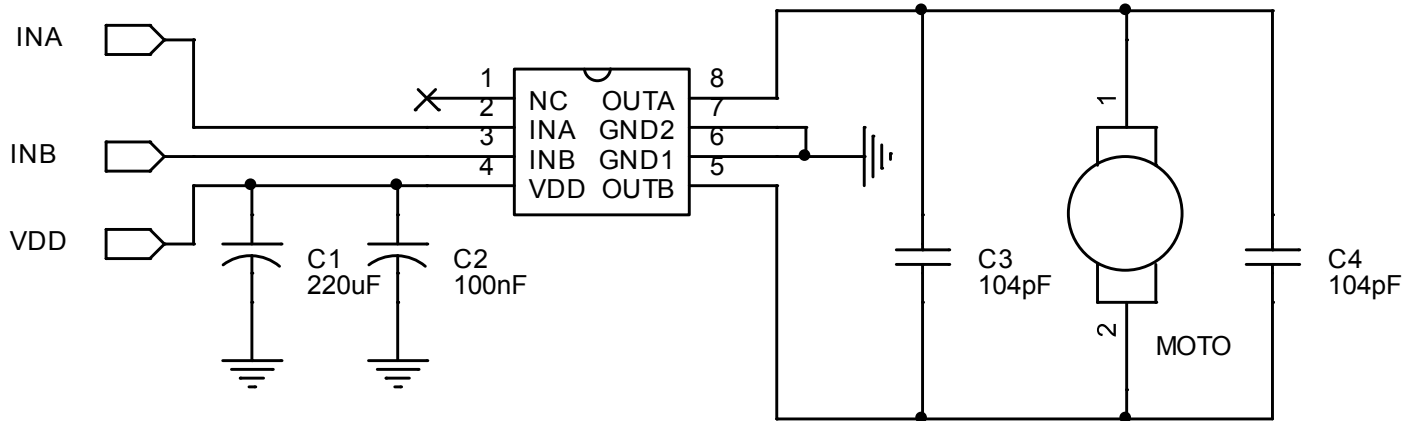 INA
INB
VDD
1
2
3
4
NC OUTA
INA GND2
INB GND1
VDD OUTB
8
7
6
5
C1
220uF
C2
100nF
C3
104pF
1
2
MOTO
C4
104pF